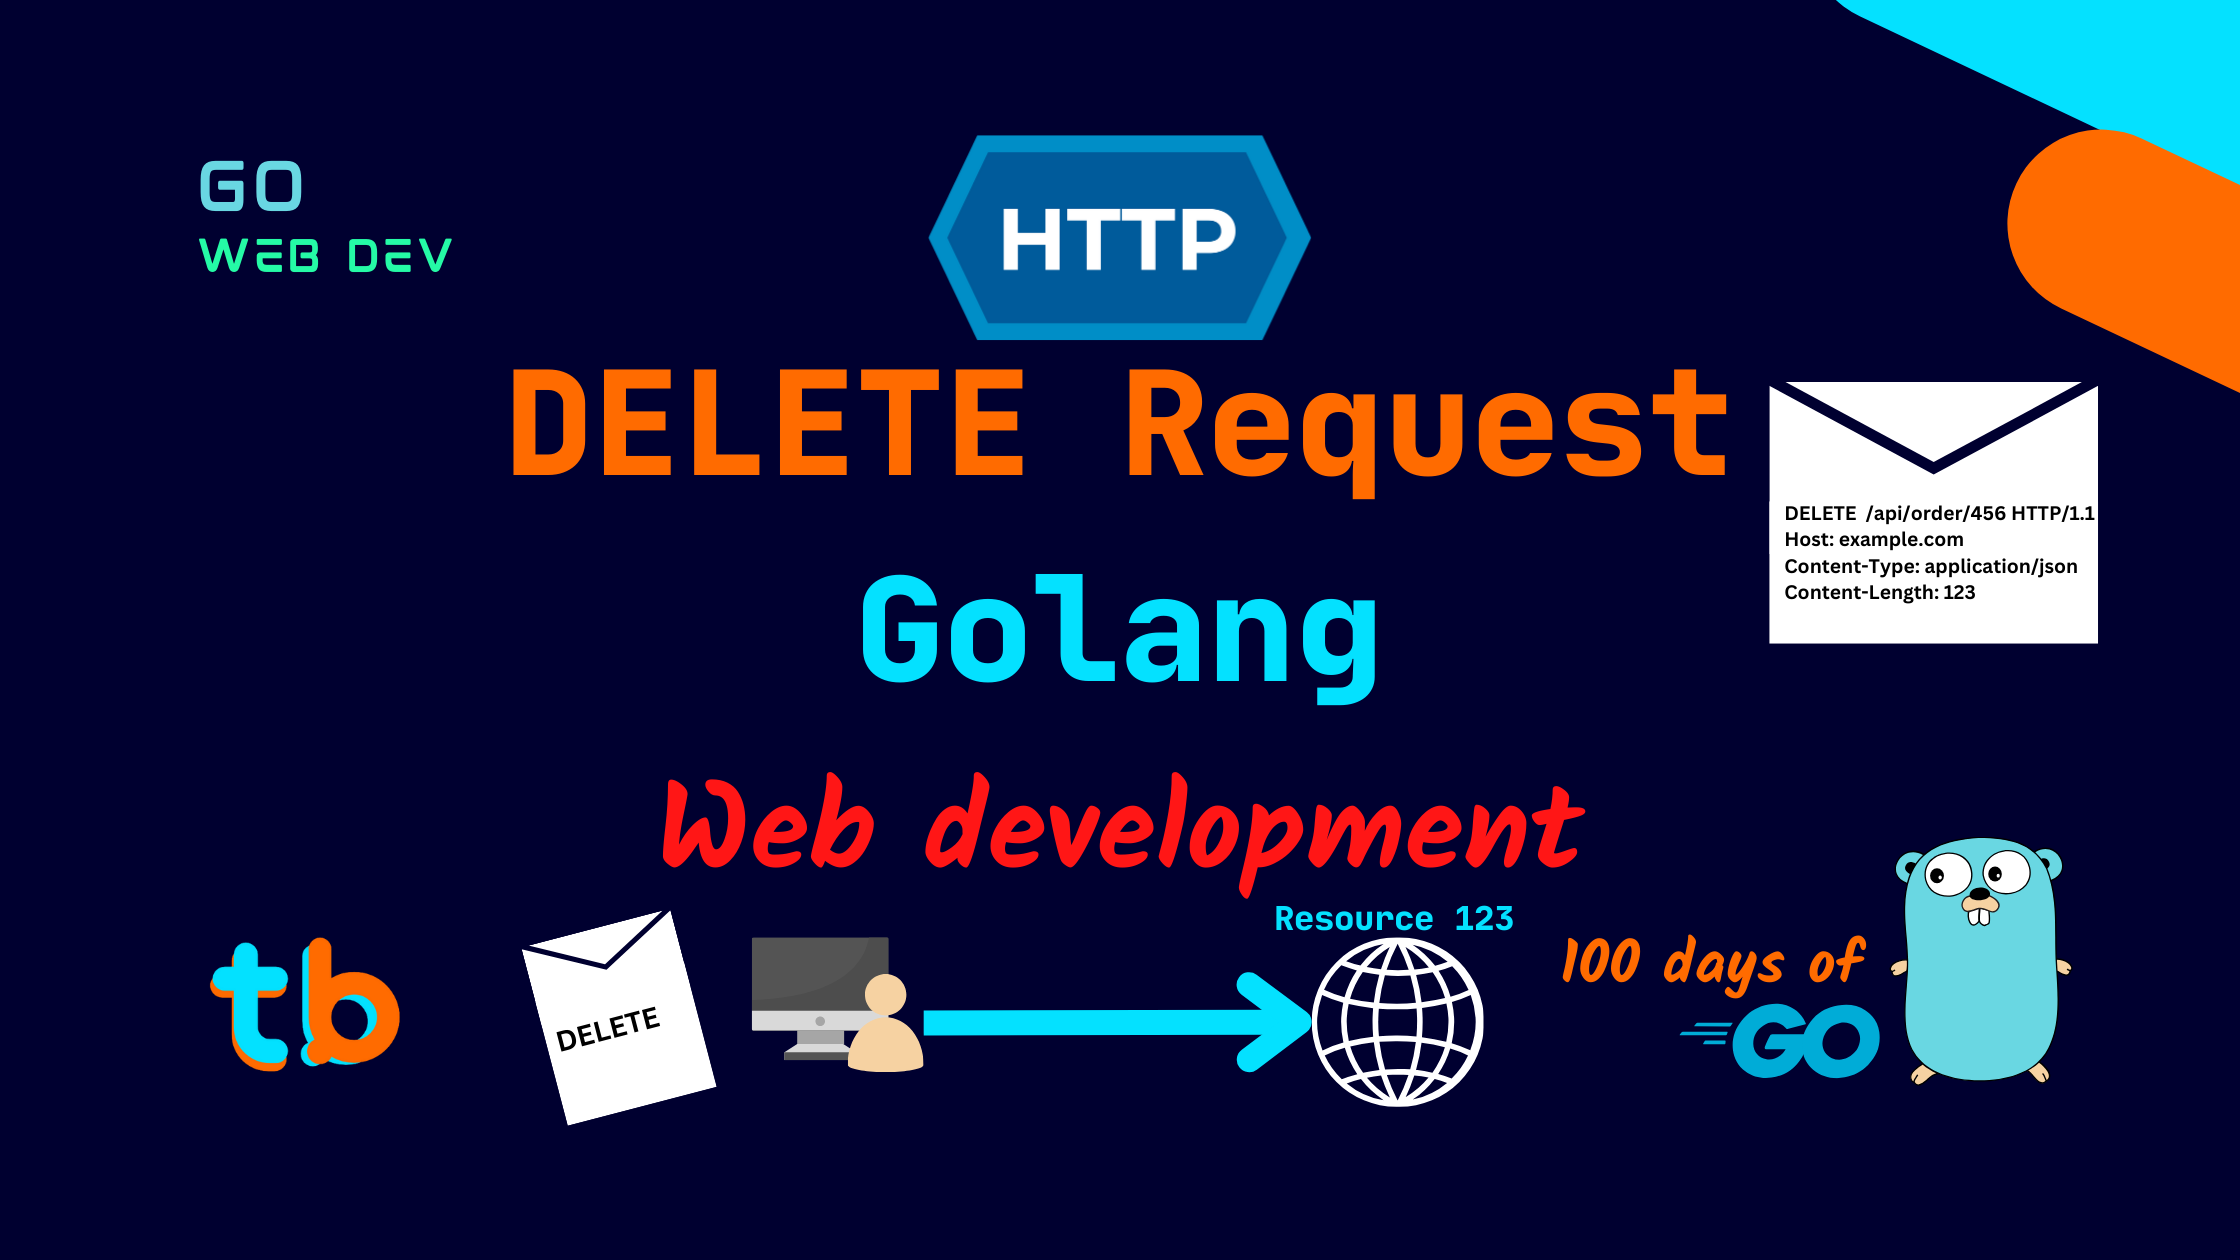 GO
WEB DEV
HTTP
DELETE Request
DELETE /api/order/456 HTTP/1.1
Host: example.com
Content-Type: application/json
Content-Length: 123
Golang
Web development
Resource 123
tb
DELETE
100 days of
GO